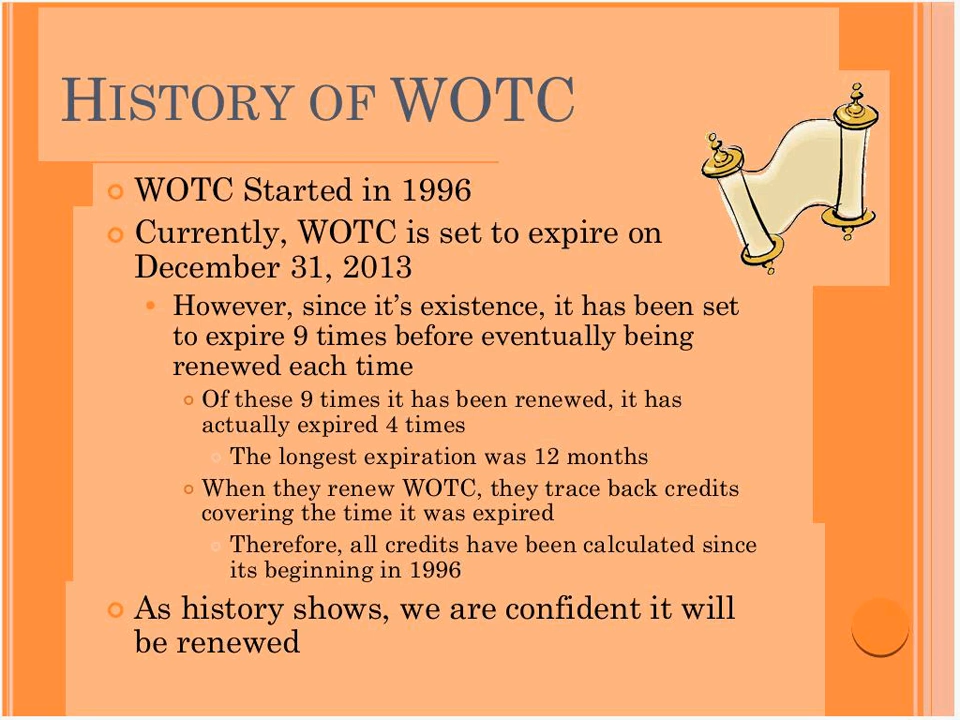 HISTORY OF WOTC
WOTC Started in 1996
Currently, WOTC is set to expire on
December 31, 2013
However, since it's existence, it has been set
to expire 9 times before eventually being
renewed each time
Of these 9 times it has been renewed, it has
actually expired 4 times
The longest expiration was 12 months
When they renew WOTC, they trace back credits
covering the time it was expired
Therefore, all credits have been calculated since
its beginning in 1996
As history shows, we are confident it will
be renewed